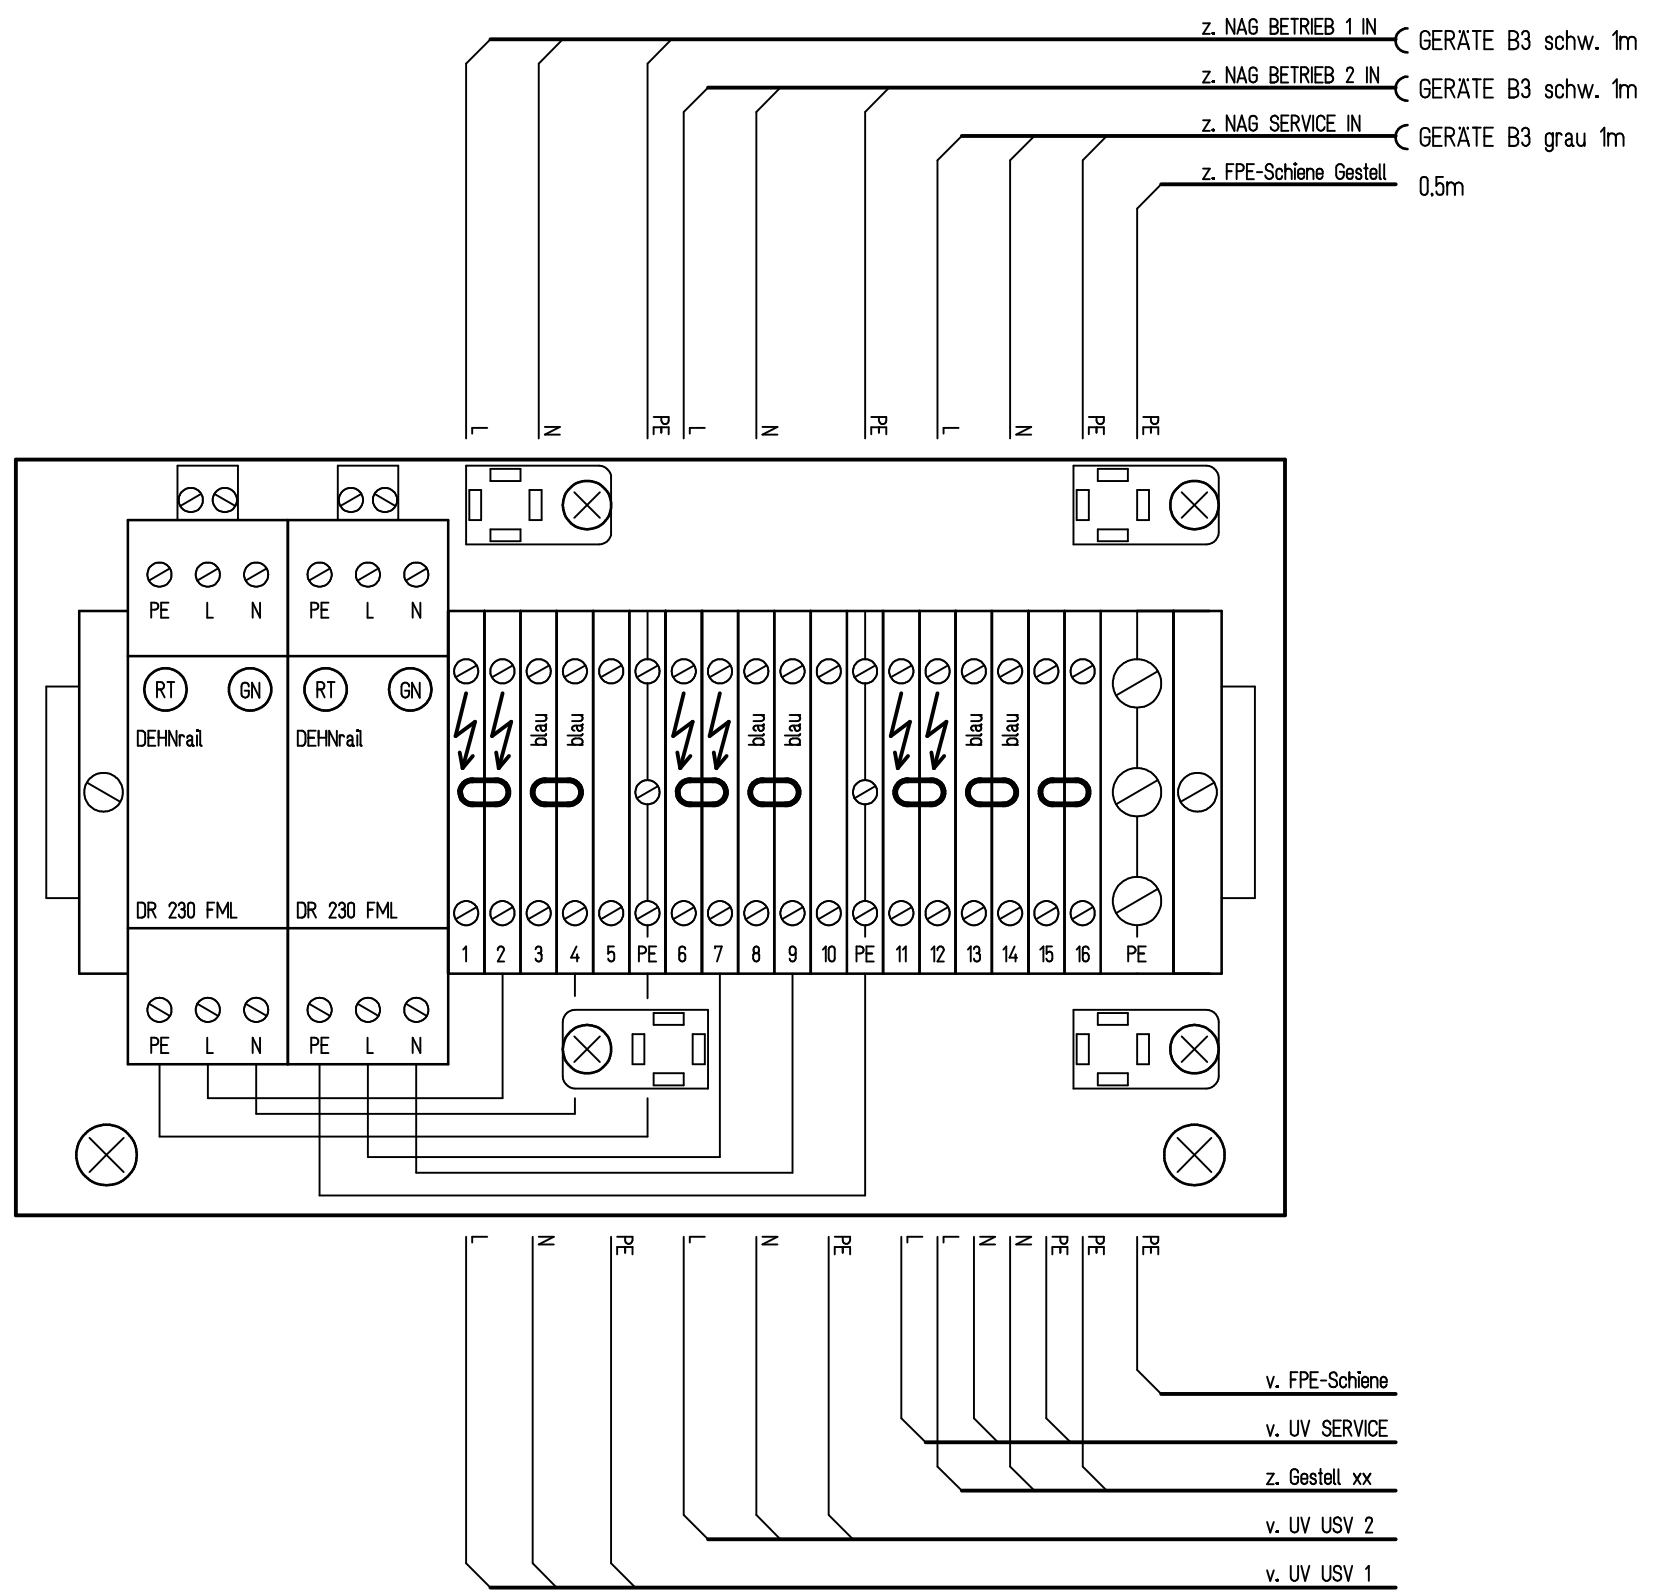 z. NAG BETRIEB 1 IN GERÄTE B3 schw. 1m
z. NAG BETRIEB 2 IN GERÄTE B3 schw. 1m
z. NAG SERVICE IN GERÄTE B3 grau 1m
z. FPE-Schiene Gestell 0,5m
L N PE L N PE L N PE PE
PE L N PE L N
RT GN RT GN
DEHNrail DEHNrail
blau blau blau blau blau blau
DR 230 FML DR 230 FML
1 2 3 4 5 PE 6 7 8 9 10 PE 11 12 13 14 15 16 PE
PE L N PE L N
L N PE L N PE L L N N PE PE PE
v. FPE-Schiene
v. UV SERVICE
z. Gestell xx
v. UV USV 2
v. UV USV 1